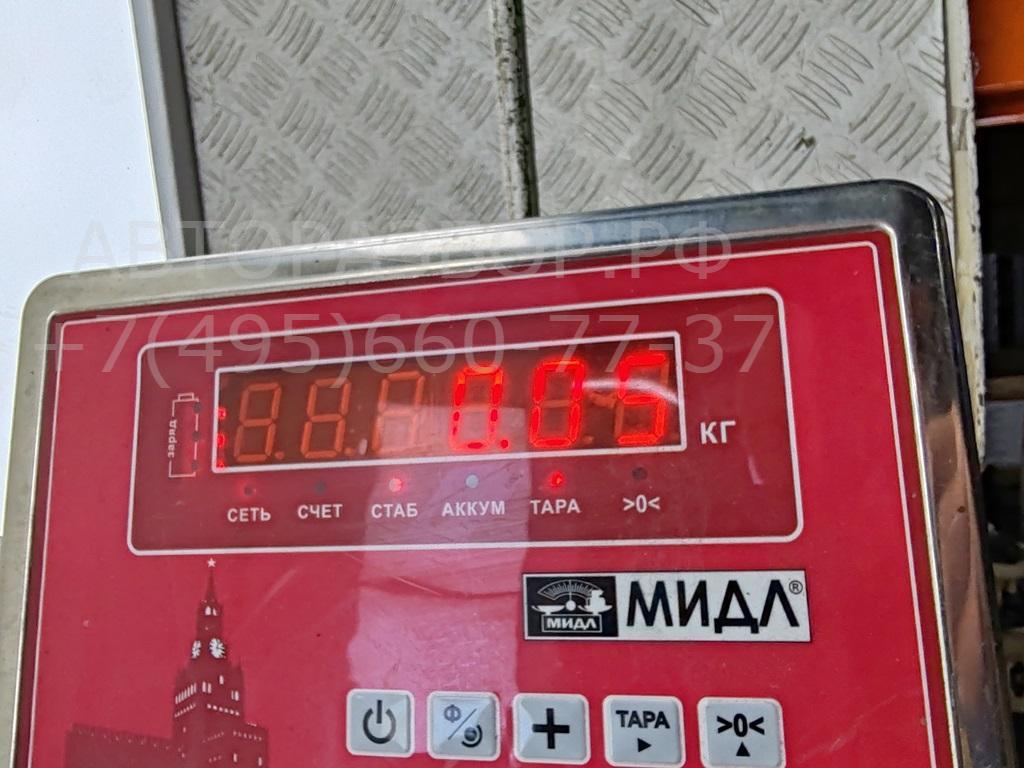 АВТОРАЗБОР.РФ
+7(495)660-77-37
заряд
0.05 КГ
СЕТЬ СЧЕТ СТАБ АККУМ ТАРА >0<
МИДЛ МИДЛ®
Ф ТАРА >0<